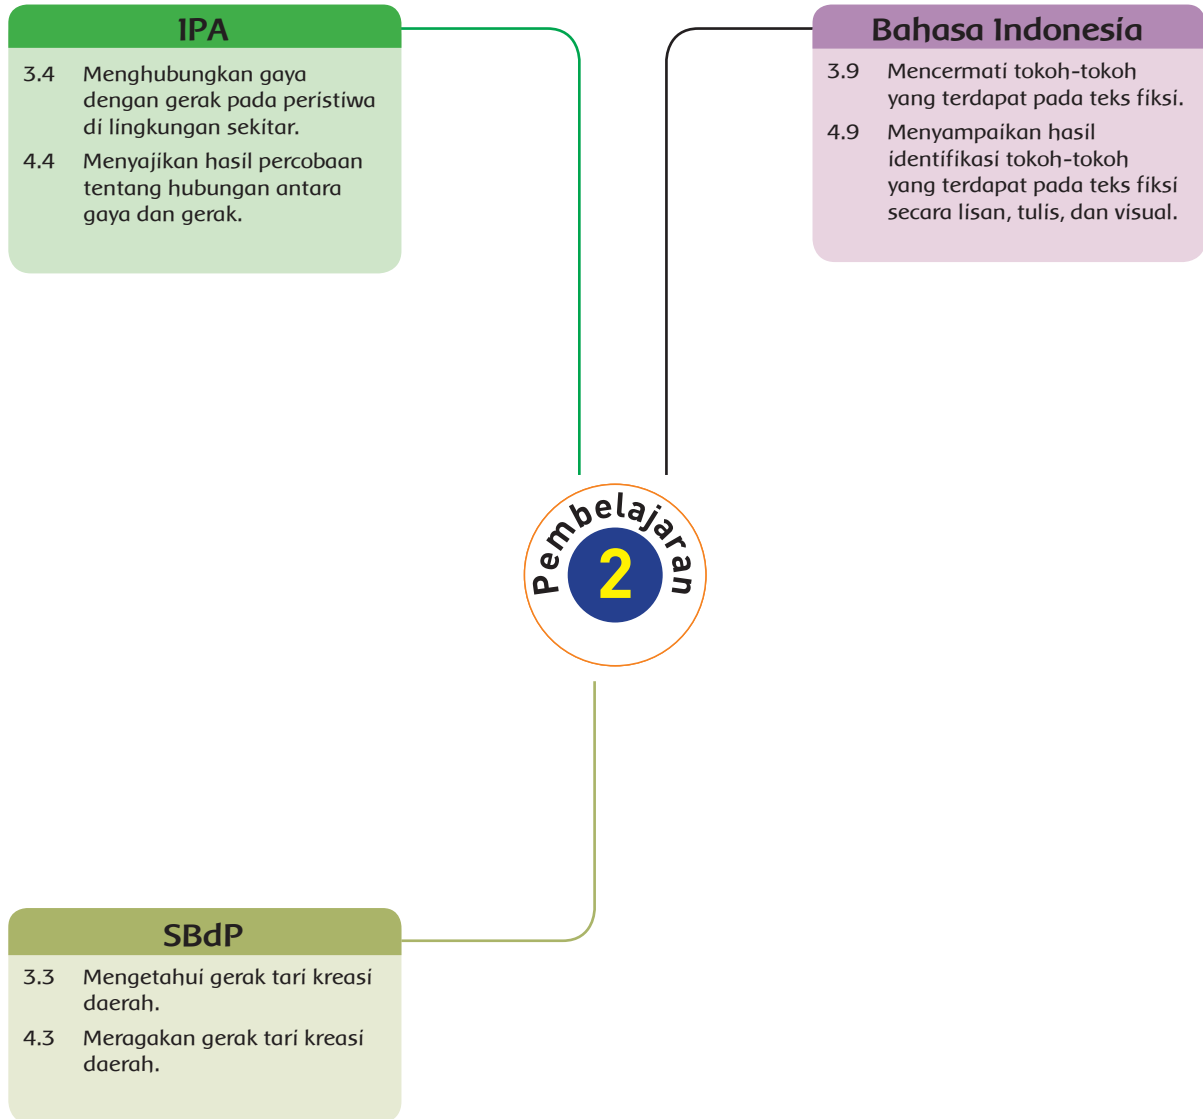 IPA
3.4 Menghubungkan gaya
dengan gerak pada peristiwa
di lingkungan sekitar.
4.4 Menyajikan hasil percobaan
tentang hubungan antara
gaya dan gerak.
Bahasa Indonesia
3.9 Mencermati tokoh-tokoh
yang terdapat pada teks fiksi.
4.9 Menyampaikan hasil
identifikasi tokoh-tokoh
yang terdapat pada teks fiksi
secara lisan, tulis, dan visual.
Pembelajaran
2
SBdP
3.3 Mengetahui gerak tari kreasi
daerah.
4.3 Meragakan gerak tari kreasi
daerah.